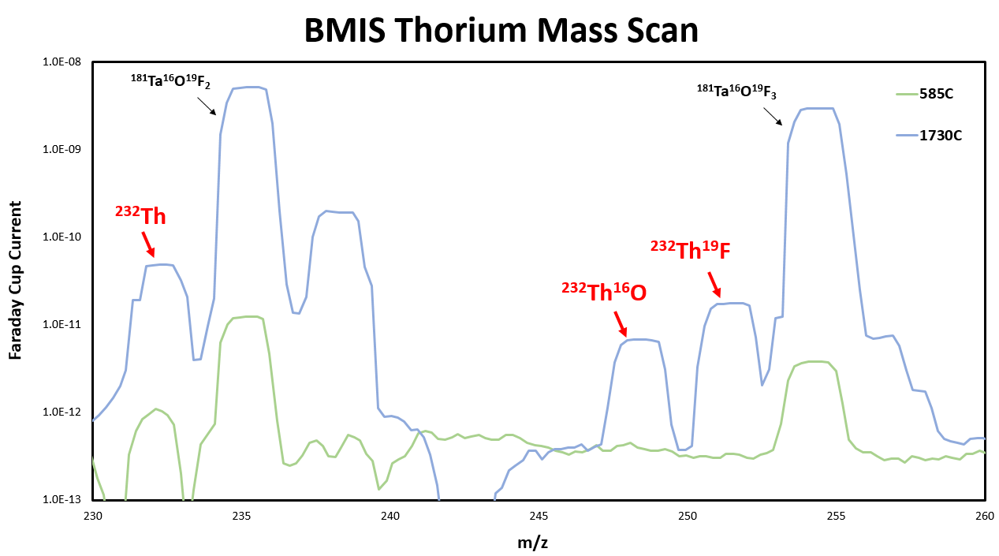 BMIS Thorium Mass Scan
1.0E-08
1.0E-09
1.0E-10
1.0E-11
1.0E-12
1.0E-13
Faraday Cup Current
¹⁸¹Ta¹⁶O¹⁹F₂
¹⁸¹Ta¹⁶O¹⁹F₃
585C
1730C
²³²Th
²³²Th¹⁹F
²³²Th¹⁶O
230 235 240 245 250 255 260
m/z